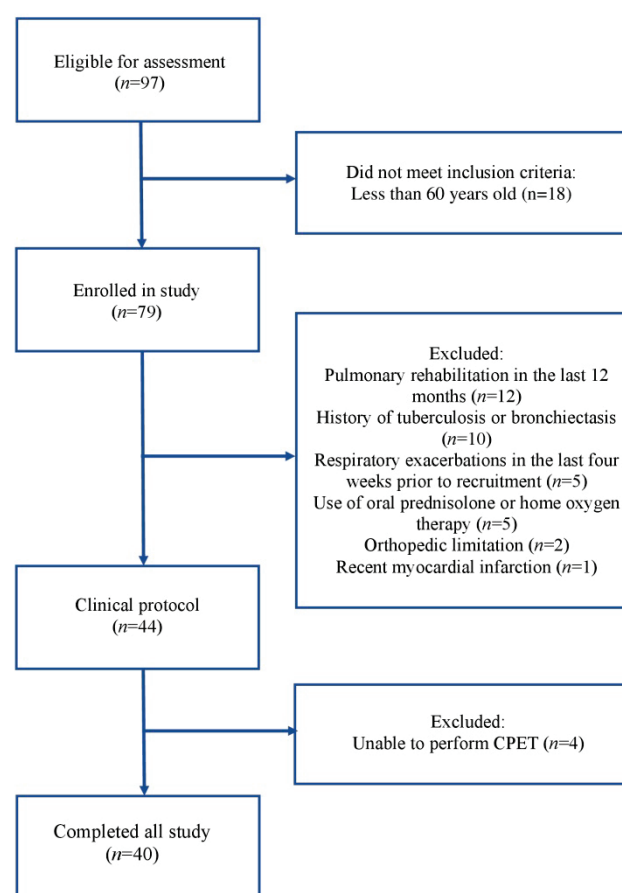 Eligible for assessment
(n=97)
Did not meet inclusion criteria:
Less than 60 years old (n=18)
Enrolled in study
(n=79)
Excluded:
Pulmonary rehabilitation in the last 12
months (n=12)
History of tuberculosis or bronchiectasis
(n=10)
Respiratory exacerbations in the last four
weeks prior to recruitment (n=5)
Use of oral prednisolone or home oxygen
therapy (n=5)
Orthopedic limitation (n=2)
Recent myocardial infarction (n=1)
Clinical protocol
(n=44)
Excluded:
Unable to perform CPET (n=4)
Completed all study
(n=40)